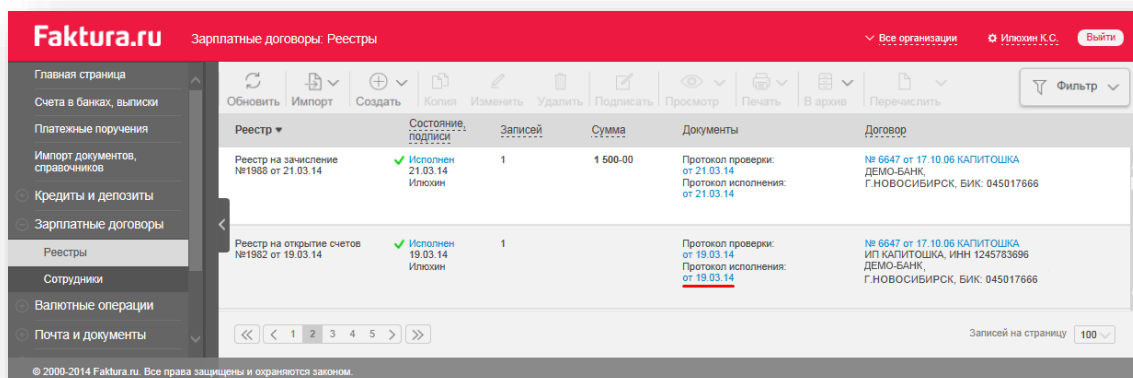 Faktura.ru
Зарплатные договоры: Реестры
Все организации
Илюхин К.С.
Выйти
Главная страница
Счета в банках, выписки
Платежные поручения
Импорт документов,
справочников
Кредиты и депозиты
Зарплатные договоры
Реестры
Сотрудники
Валютные операции
Почта и документы
Обновить Импорт Создать Копия Изменить Удалить Подписать Просмотр Печать В архив Перечислить
Фильтр
Реестр Состояние, Записей Сумма Документы Договор
подписи
Реестр на зачисление Исполнен 1 1 500-00 Протокол проверки: № 6647 от 17.10.06 КАПИТОШКА
№1988 от 21.03.14 21.03.14 от 21.03.14 ДЕМО-БАНК,
Илюхин Протокол исполнения: Г.НОВОСИБИРСК, БИК: 045017666
от 21.03.14
Реестр на открытие счетов Исполнен 1 Протокол проверки: № 6647 от 17.10.06 КАПИТОШКА
№1982 от 19.03.14 19.03.14 от 19.03.14 ИП КАПИТОШКА, ИНН 1245783696
Илюхин Протокол исполнения: ДЕМО-БАНК,
от 19.03.14 Г.НОВОСИБИРСК, БИК: 045017666
1 2 3 4 5
Записей на страницу 100
© 2000-2014 Faktura.ru. Все права защищены и охраняются законом.